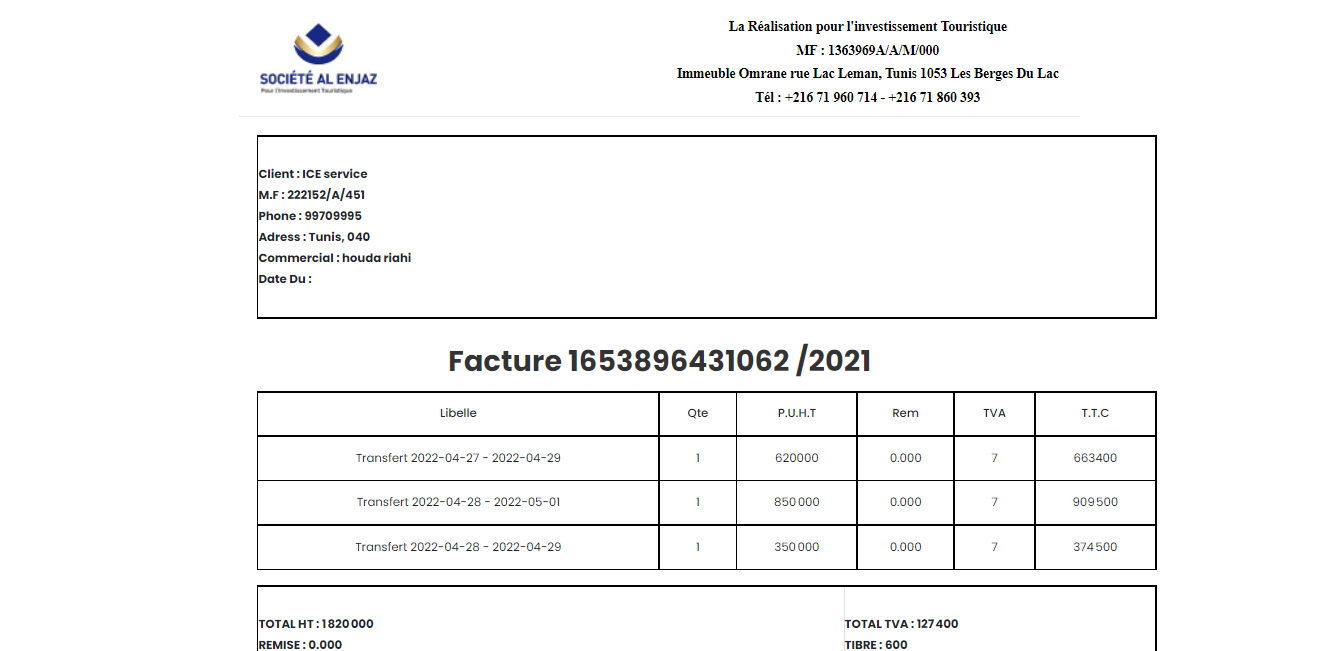 SOCIÉTÉ AL ENJAZ
Pour l'Investissement Touristique
La Réalisation pour l'investissement Touristique
MF : 1363969A/A/M/000
Immeuble Omrane rue Lac Leman, Tunis 1053 Les Berges Du Lac
Tél : +216 71 960 714 - +216 71 860 393
Client : ICE service
M.F : 222152/A/451
Phone : 99709995
Adress : Tunis, 040
Commercial : houda riahi
Date Du :
Facture 1653896431062 /2021
Libelle Qte P.U.H.T Rem TVA T.T.C
Transfert 2022-04-27 - 2022-04-29 1 620000 0.000 7 663400
Transfert 2022-04-28 - 2022-05-01 1 850000 0.000 7 909500
Transfert 2022-04-28 - 2022-04-29 1 350000 0.000 7 374500
TOTAL HT : 1820000 TOTAL TVA : 127400
REMISE : 0.000 TIBRE : 600